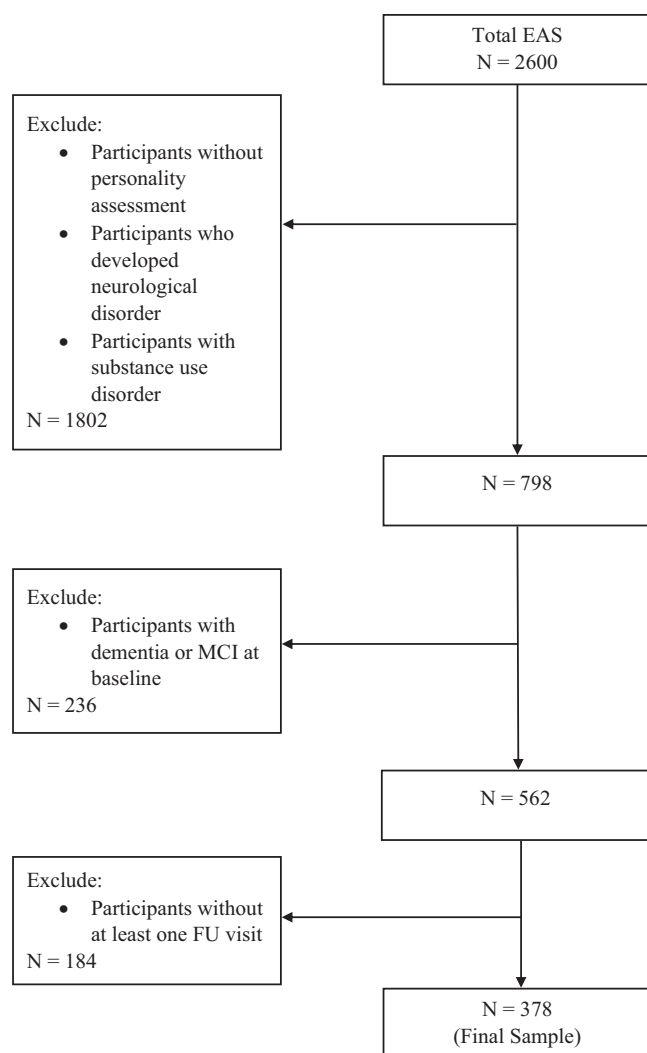 Total EAS
N = 2600
Exclude:
• Participants without
personality
assessment
• Participants who
developed
neurological
disorder
• Participants with
substance use
disorder
N = 1802
N = 798
Exclude:
• Participants with
dementia or MCI at
baseline
N = 236
N = 562
Exclude:
• Participants without
at least one FU visit
N = 184
N = 378
(Final Sample)